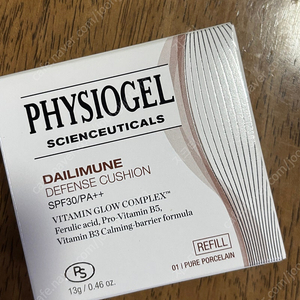 PHYSIOGEL
SCIENCEUTICALS
DAILIMUNE
DEFENSE CUSHION
SPF30/PA++
VITAMIN GLOW COMPLEX™
Ferulic acid, Pro-Vitamin B5,
Vitamin B3 Calming-barrier formula
REFILL
01 | PURE PORCELAIN
PS
13g / 0.46 oz.